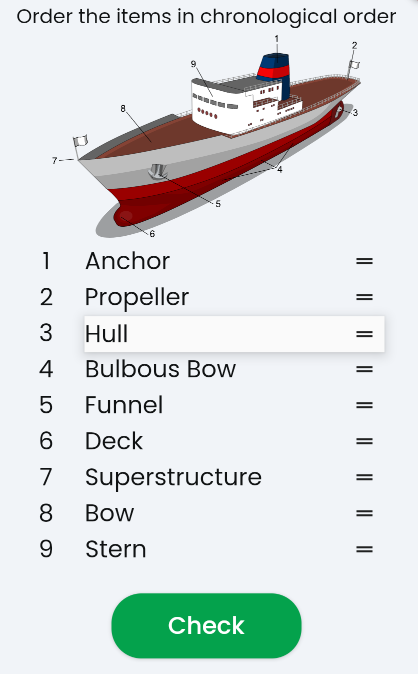 Order the items in chronological order
1
2
9
8
3
7
4
5
6
1 Anchor
2 Propeller
3 Hull
4 Bulbous Bow
5 Funnel
6 Deck
7 Superstructure
8 Bow
9 Stern
Check